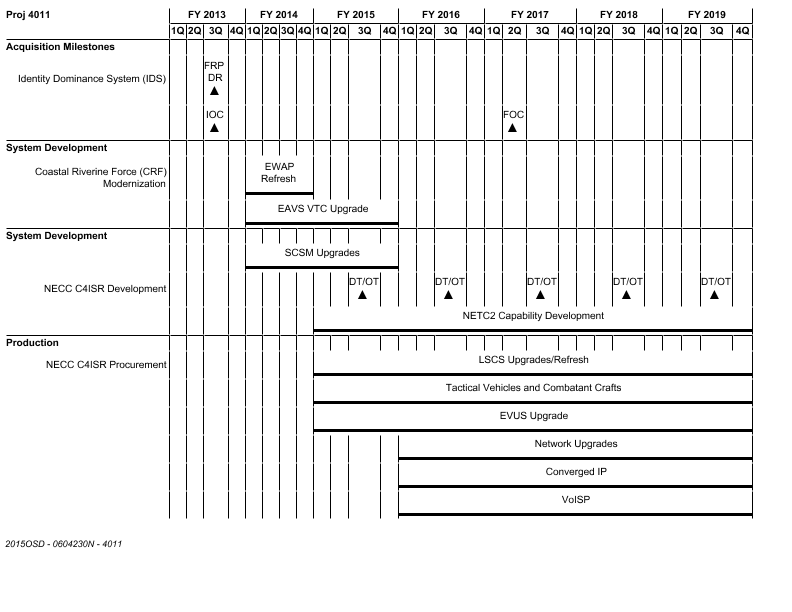 Proj 4011 FY 2013 FY 2014 FY 2015 FY 2016 FY 2017 FY 2018 FY 2019
1Q 2Q 3Q 4Q 1Q 2Q 3Q 4Q 1Q 2Q 3Q 4Q 1Q 2Q 3Q 4Q 1Q 2Q 3Q 4Q 1Q 2Q 3Q 4Q 1Q 2Q 3Q 4Q
Acquisition Milestones
Identity Dominance System (IDS)
FRP
DR
IOC FOC
System Development
Coastal Riverine Force (CRF)
Modernization
EWAP
Refresh
EAVS VTC Upgrade
System Development
SCSM Upgrades
NECC C4ISR Development
DT/OT DT/OT DT/OT DT/OT DT/OT
NETC2 Capability Development
Production
NECC C4ISR Procurement
LSCS Upgrades/Refresh
Tactical Vehicles and Combatant Crafts
EVUS Upgrade
Network Upgrades
Converged IP
VoISP
2015OSD - 0604230N - 4011